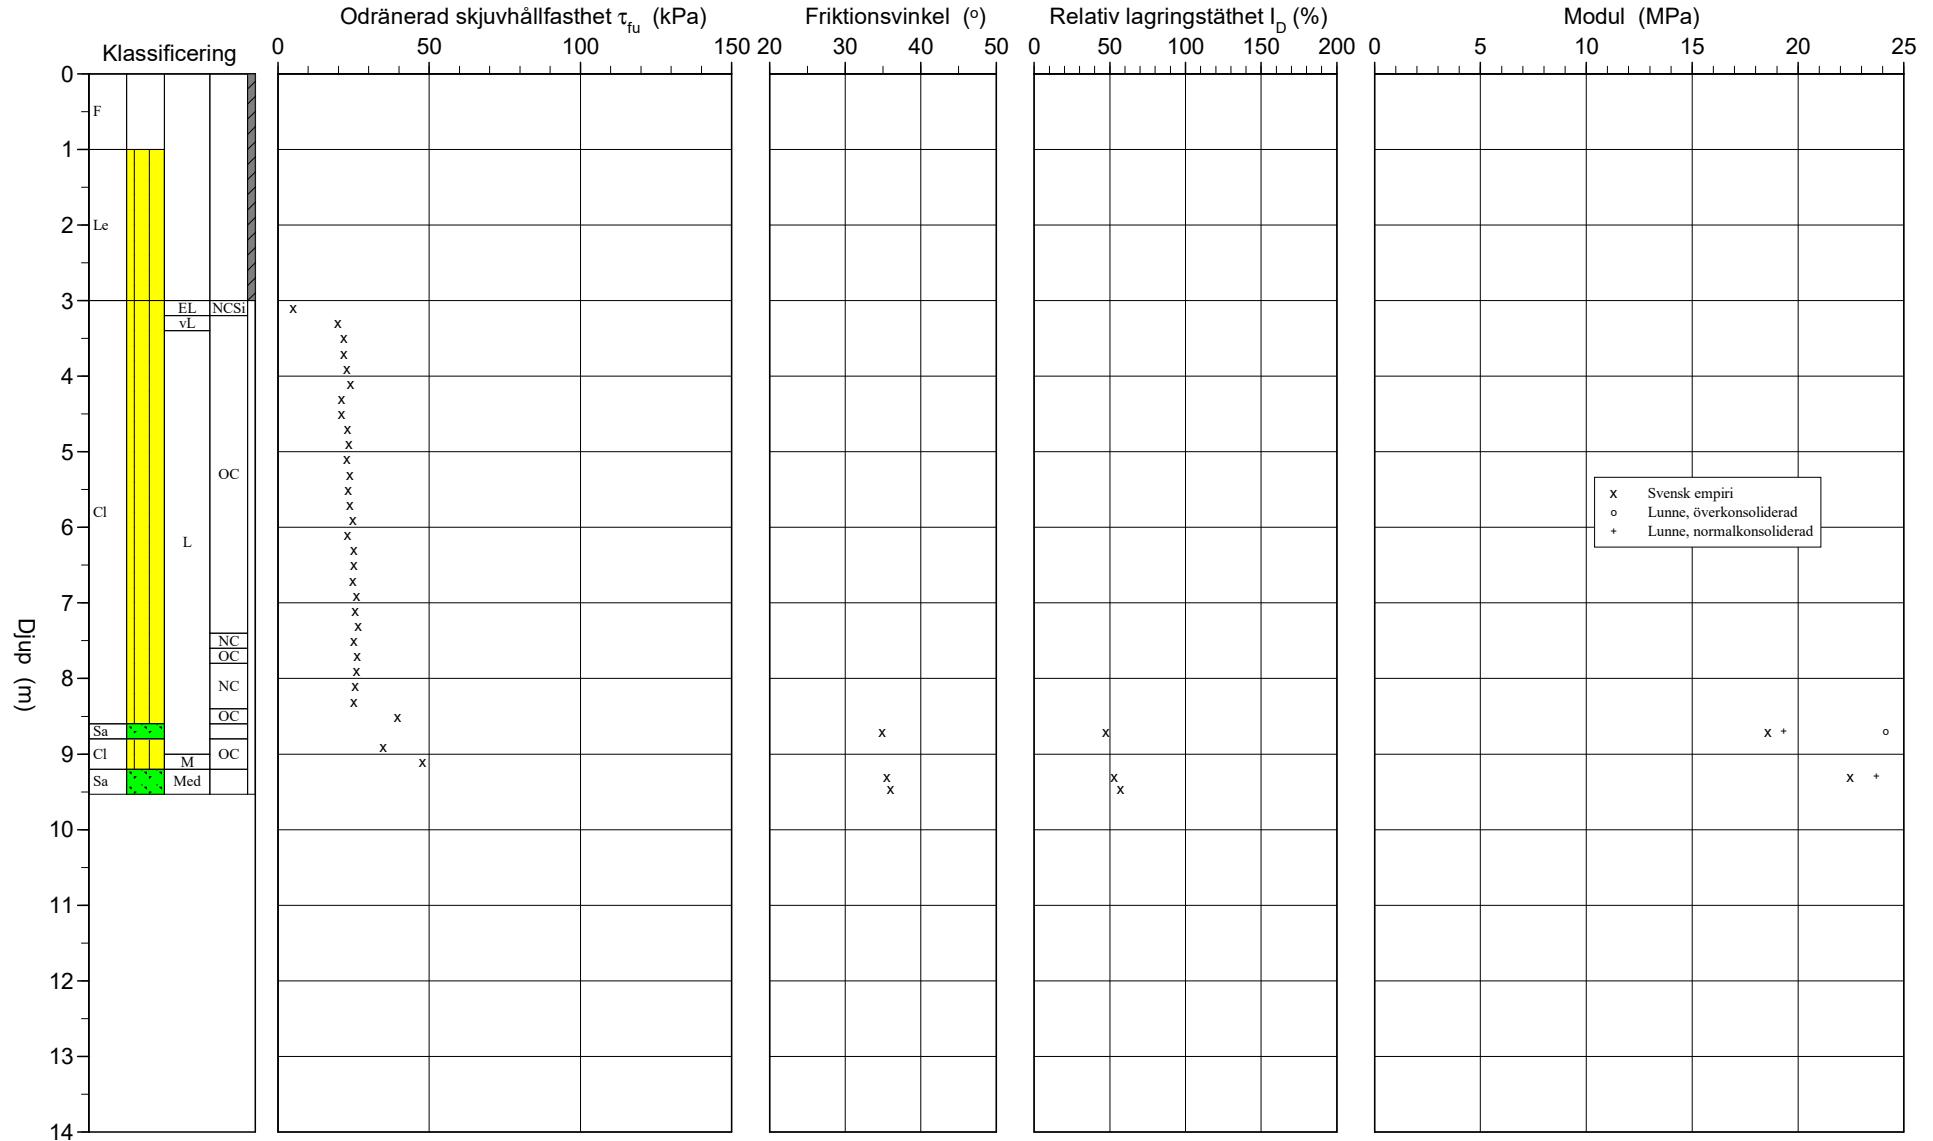 Odränerad skjuvhållfasthet τfu (kPa)
Friktionsvinkel (o)
Relativ lagringstäthet ID (%)
Modul (MPa)
Klassificering
0 50 100 150
20 30 40 50
0 50 100 150 200
0 5 10 15 20 25
0
F
1
2
Le
3
EL
NCSi
vL
4
5
OC
Cl
6
L
7
NC
OC
8
NC
OC
Sa
9
Cl
OC
M
Sa
Med
10
11
12
13
14
Djup (m)
x Svensk empiri
o Lunne, överkonsoliderad
+ Lunne, normalkonsoliderad